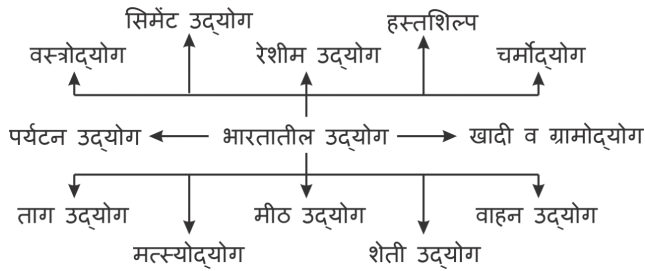 सिमेंट उद्योग
हस्तशिल्प
वस्त्रोद्योग
रेशीम उद्योग
चर्मोद्योग
पर्यटन उद्योग
भारतातील उद्योग
खादी व ग्रामोद्योग
ताग उद्योग
मीठ उद्योग
वाहन उद्योग
मत्स्योद्योग
शेती उद्योग